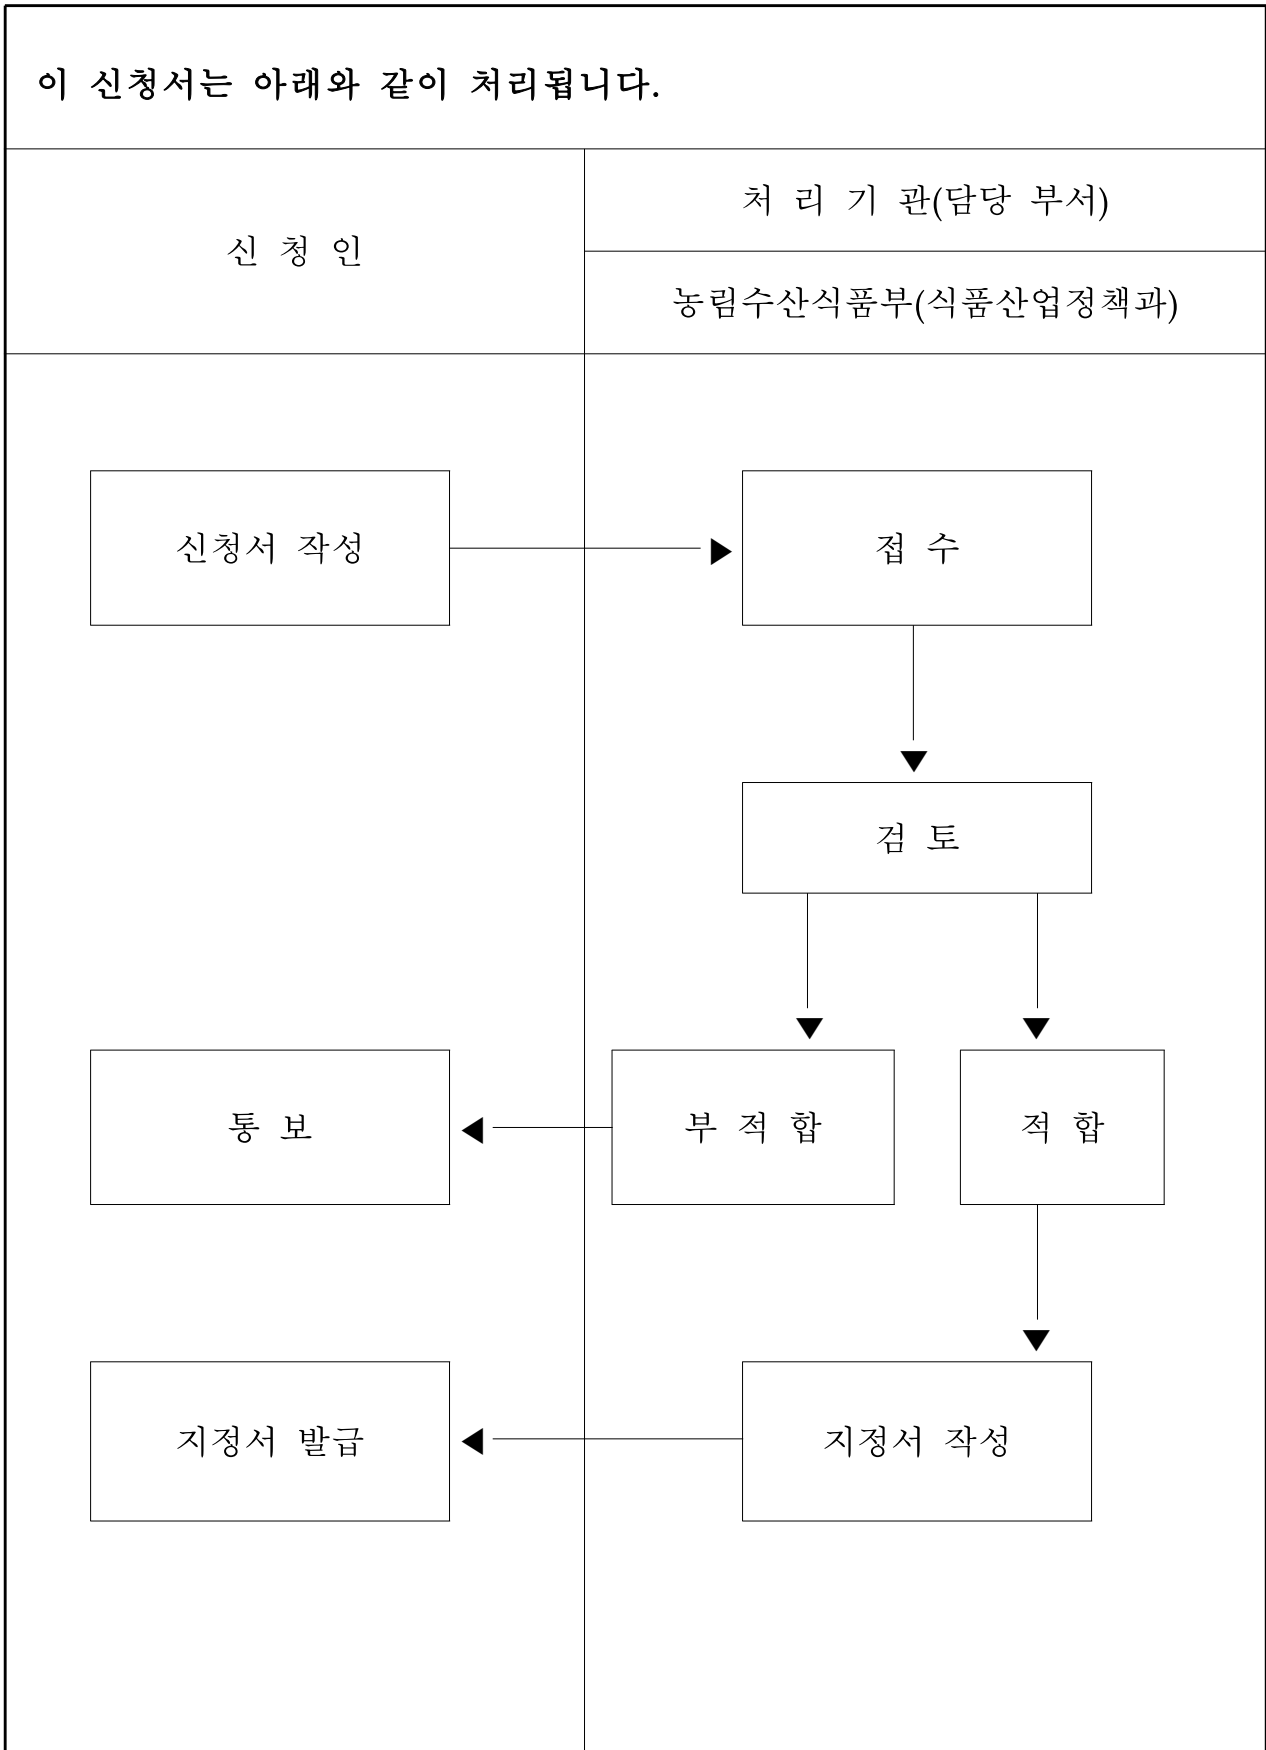 이 신청서는 아래와 같이 처리됩니다.
신 청 인
처 리 기 관(담당 부서)
농림수산식품부(식품산업정책과)
신청서 작성
접 수
검 토
통 보
부 적 합
적 합
지정서 발급
지정서 작성